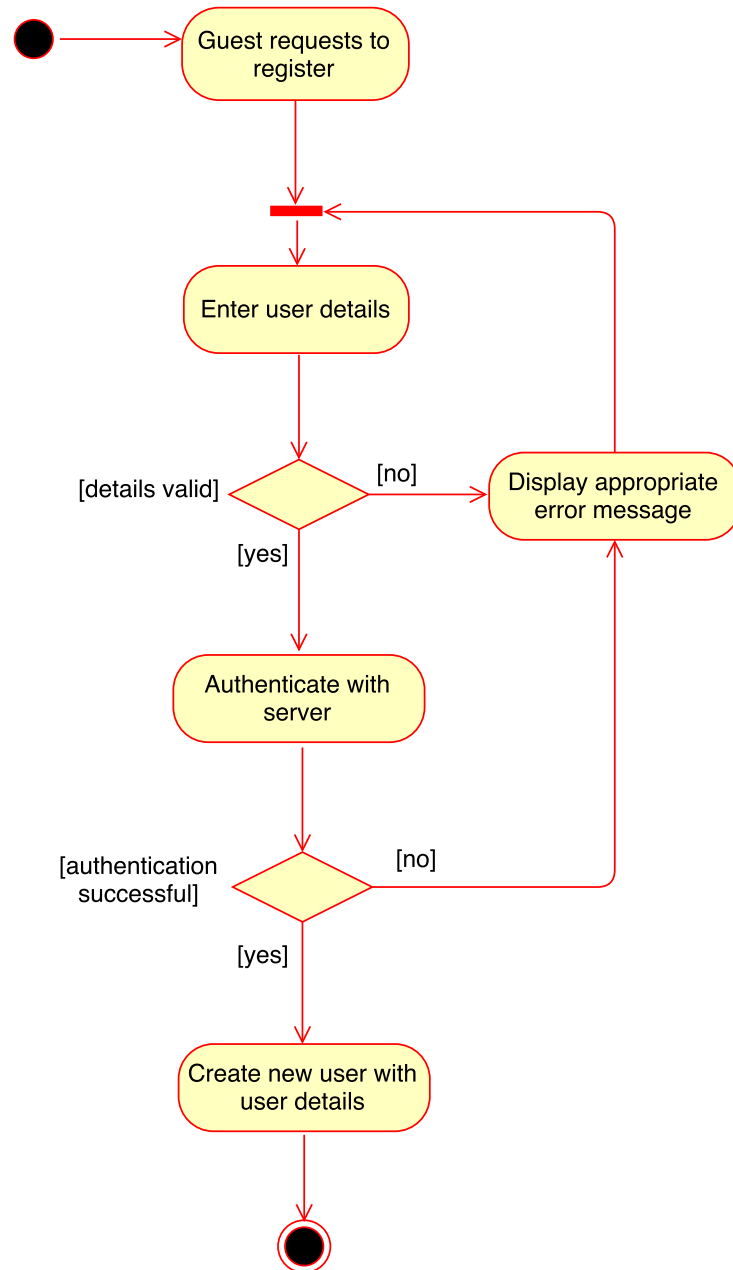 Guest requests to
register
Enter user details
[details valid]
[no]
Display appropriate
error message
[yes]
Authenticate with
server
[authentication
successful]
[no]
[yes]
Create new user with
user details